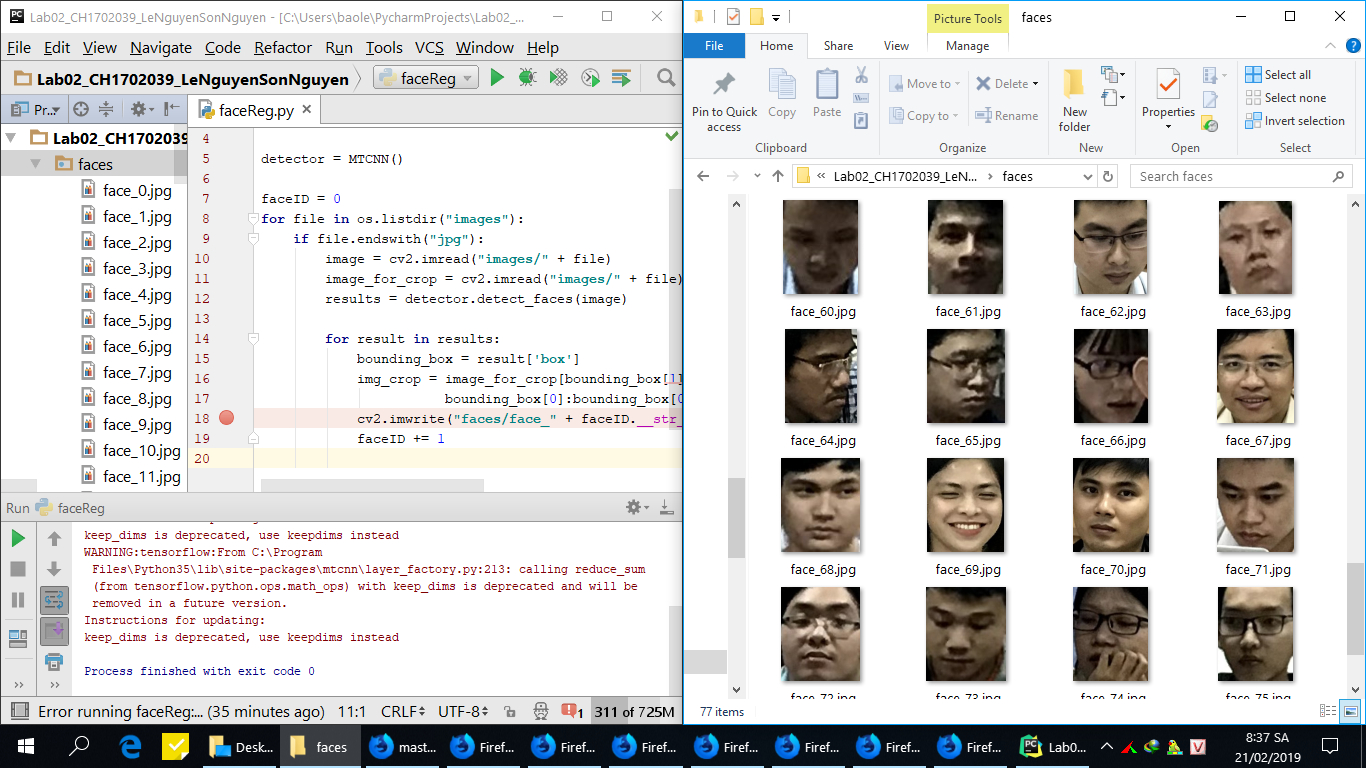 Lab02_CH1702039_LeNguyenSonNguyen - [C:\Users\baole\PycharmProjects\Lab02_...
File Edit View Navigate Code Refactor Run Tools VCS Window Help
Lab02_CH1702039_LeNguyenSonNguyen
faceReg
Pr...
faceReg.py
Lab02_CH1702039
faces
face_0.jpg
face_1.jpg
face_2.jpg
face_3.jpg
face_4.jpg
face_5.jpg
face_6.jpg
face_7.jpg
face_8.jpg
face_9.jpg
face_10.jpg
face_11.jpg
4
5 detector = MTCNN()
6
7 faceID = 0
8 for file in os.listdir("images"):
9 if file.endswith("jpg"):
10 image = cv2.imread("images/" + file)
11 image_for_crop = cv2.imread("images/" + file)
12 results = detector.detect_faces(image)
13
14 for result in results:
15 bounding_box = result['box']
16 img_crop = image_for_crop[bounding_box[1]
17 bounding_box[0]:bounding_box[0
18 cv2.imwrite("faces/face_" + faceID.__str_
19 faceID += 1
20
Run faceReg
keep_dims is deprecated, use keepdims instead
WARNING:tensorflow:From C:\Program
Files\Python35\lib\site-packages\mtcnn\layer_factory.py:213: calling reduce_sum
(from tensorflow.python.ops.math_ops) with keep_dims is deprecated and will be
removed in a future version.
Instructions for updating:
keep_dims is deprecated, use keepdims instead
Process finished with exit code 0
Error running faceReg:... (35 minutes ago) 11:1 CRLF UTF-8 1 311 of 725M
Picture Tools faces
File Home Share View Manage
Pin to Quick
access
Copy
Paste
Clipboard
Move to
Copy to
Delete
Rename
Organize
New
folder
New
Properties
Open
Select all
Select none
Invert selection
Select
« Lab02_CH1702039_LeN... › faces
Search faces
face_60.jpg face_61.jpg face_62.jpg face_63.jpg
face_64.jpg face_65.jpg face_66.jpg face_67.jpg
face_68.jpg face_69.jpg face_70.jpg face_71.jpg
face_72.jpg face_73.jpg face_74.jpg face_75.jpg
77 items
Desk... faces mast... Firef... Firef... Firef... Firef... Firef... Firef... Firef... Lab0... V
8:37 SA
21/02/2019